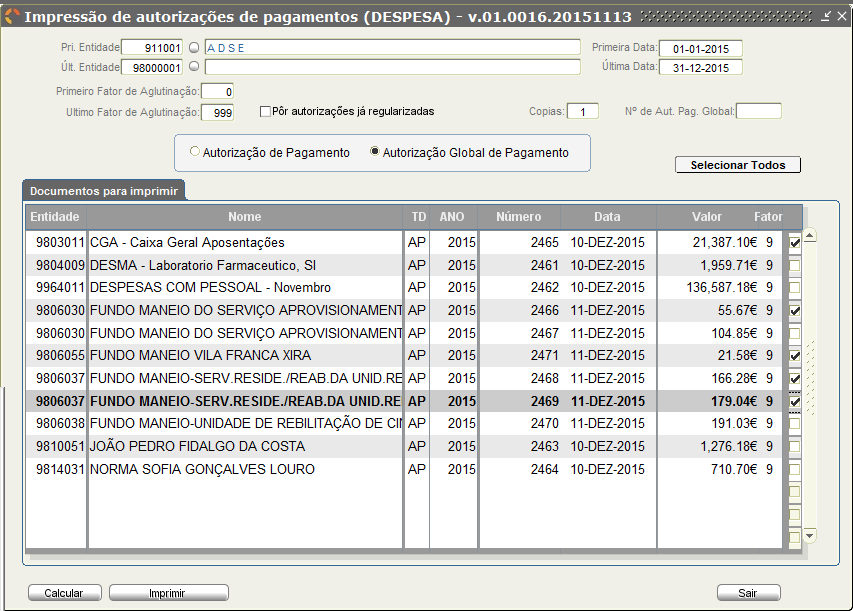 Impressão de autorizações de pagamentos (DESPESA) - v.01.0016.20151113
Pri. Entidade 911001 A D S E Primeira Data: 01-01-2015
Últ. Entidade 98000001 Última Data: 31-12-2015
Primeiro Fator de Aglutinação: 0
Ultimo Fator de Aglutinação: 999 Pôr autorizações já regularizadas Copias: 1 Nº de Aut. Pag. Global:
Autorização de Pagamento Autorização Global de Pagamento
Selecionar Todos
Documentos para imprimir
Entidade Nome TD ANO Número Data Valor Fator
9803011 CGA - Caixa Geral Aposentações AP 2015 2465 10-DEZ-2015 21,387.10€ 9
9804009 DESMA - Laboratorio Farmaceutico, Sl AP 2015 2461 10-DEZ-2015 1,959.71€ 9
9964011 DESPESAS COM PESSOAL - Novembro AP 2015 2462 10-DEZ-2015 136,587.18€ 9
9806030 FUNDO MANEIO DO SERVIÇO APROVISIONAMENT AP 2015 2466 11-DEZ-2015 55.67€ 9
9806030 FUNDO MANEIO DO SERVIÇO APROVISIONAMENT AP 2015 2467 11-DEZ-2015 104.85€ 9
9806055 FUNDO MANEIO VILA FRANCA XIRA AP 2015 2471 11-DEZ-2015 21.58€ 9
9806037 FUNDO MANEIO-SERV.RESIDE./REAB.DA UNID.RE AP 2015 2468 11-DEZ-2015 166.28€ 9
9806037 FUNDO MANEIO-SERV.RESIDE./REAB.DA UNID.RE AP 2015 2469 11-DEZ-2015 179.04€ 9
9806038 FUNDO MANEIO-UNIDADE DE REBILITAÇÃO DE CI AP 2015 2470 11-DEZ-2015 191.03€ 9
9810051 JOÃO PEDRO FIDALGO DA COSTA AP 2015 2463 10-DEZ-2015 1,276.18€ 9
9814031 NORMA SOFIA GONÇALVES LOURO AP 2015 2464 10-DEZ-2015 710.70€ 9
Calcular Imprimir Sair